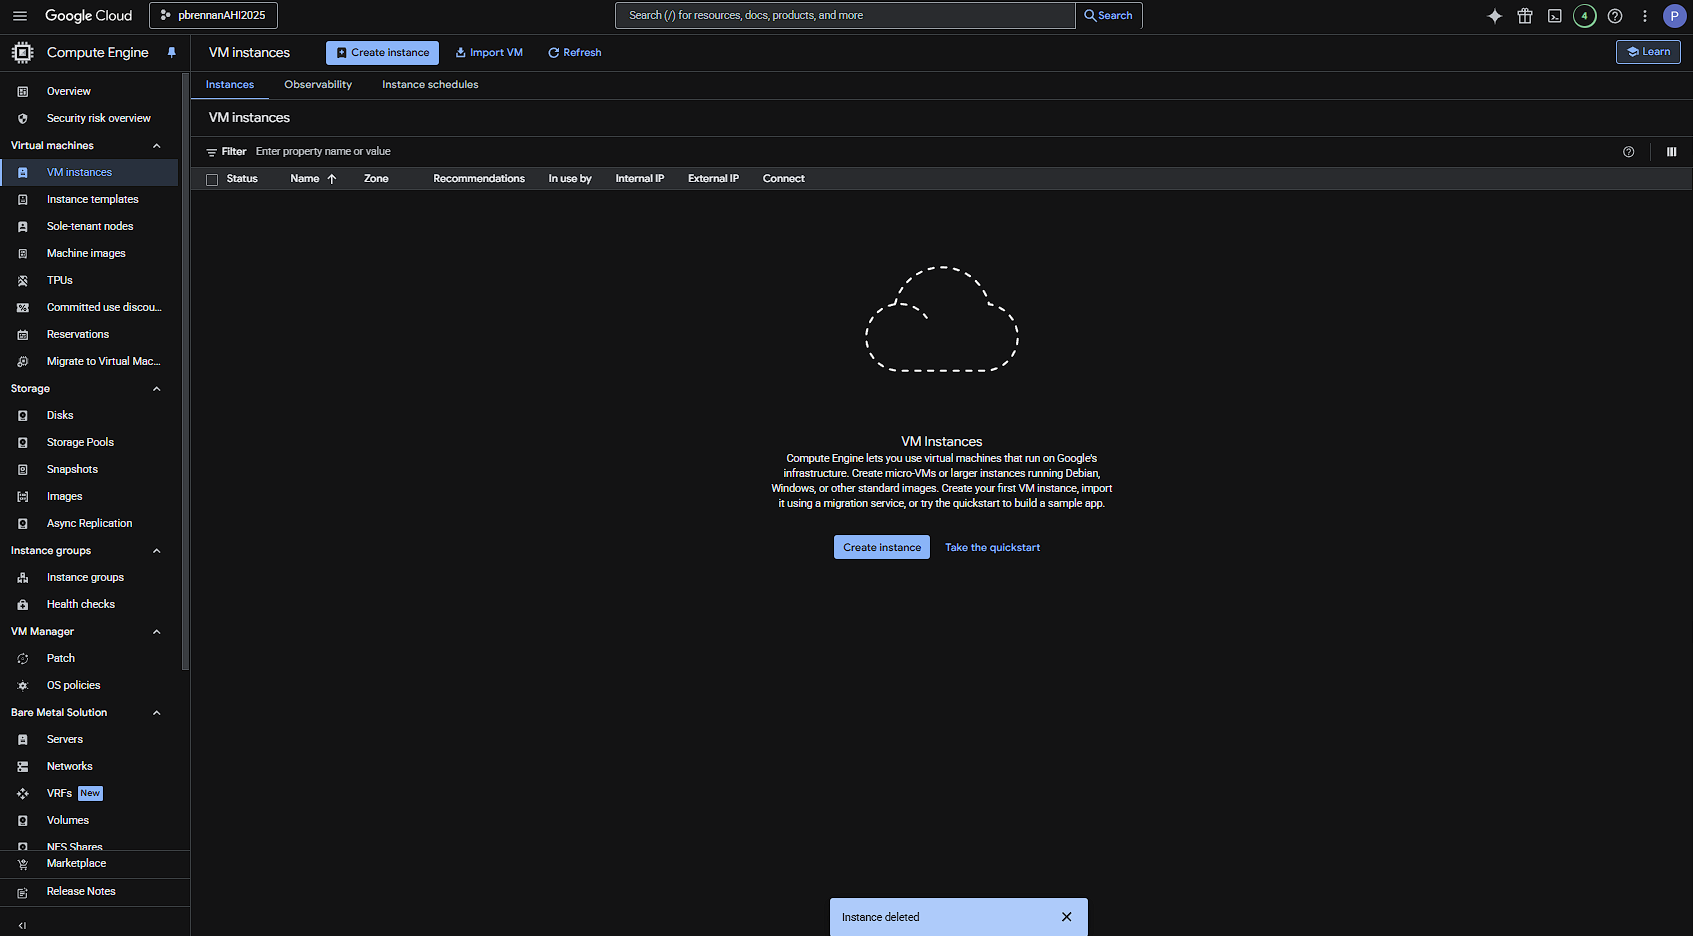 Google Cloud
pbrennanAHI2025
Search (/) for resources, docs, products, and more
Search
4
P
Compute Engine
VM instances
Create instance
Import VM
Refresh
Learn
Overview
Security risk overview
Virtual machines
VM instances
Instance templates
Sole-tenant nodes
Machine images
TPUs
Committed use discou...
Reservations
Migrate to Virtual Mac...
Storage
Disks
Storage Pools
Snapshots
Images
Async Replication
Instance groups
Instance groups
Health checks
VM Manager
Patch
OS policies
Bare Metal Solution
Servers
Networks
VRFs New
Volumes
NFS Shares
Marketplace
Release Notes
Instances Observability Instance schedules
VM instances
Filter Enter property name or value
Status Name Zone Recommendations In use by Internal IP External IP Connect
VM Instances
Compute Engine lets you use virtual machines that run on Google's
infrastructure. Create micro-VMs or larger instances running Debian,
Windows, or other standard images. Create your first VM instance, import
it using a migration service, or try the quickstart to build a sample app.
Create instance
Take the quickstart
Instance deleted